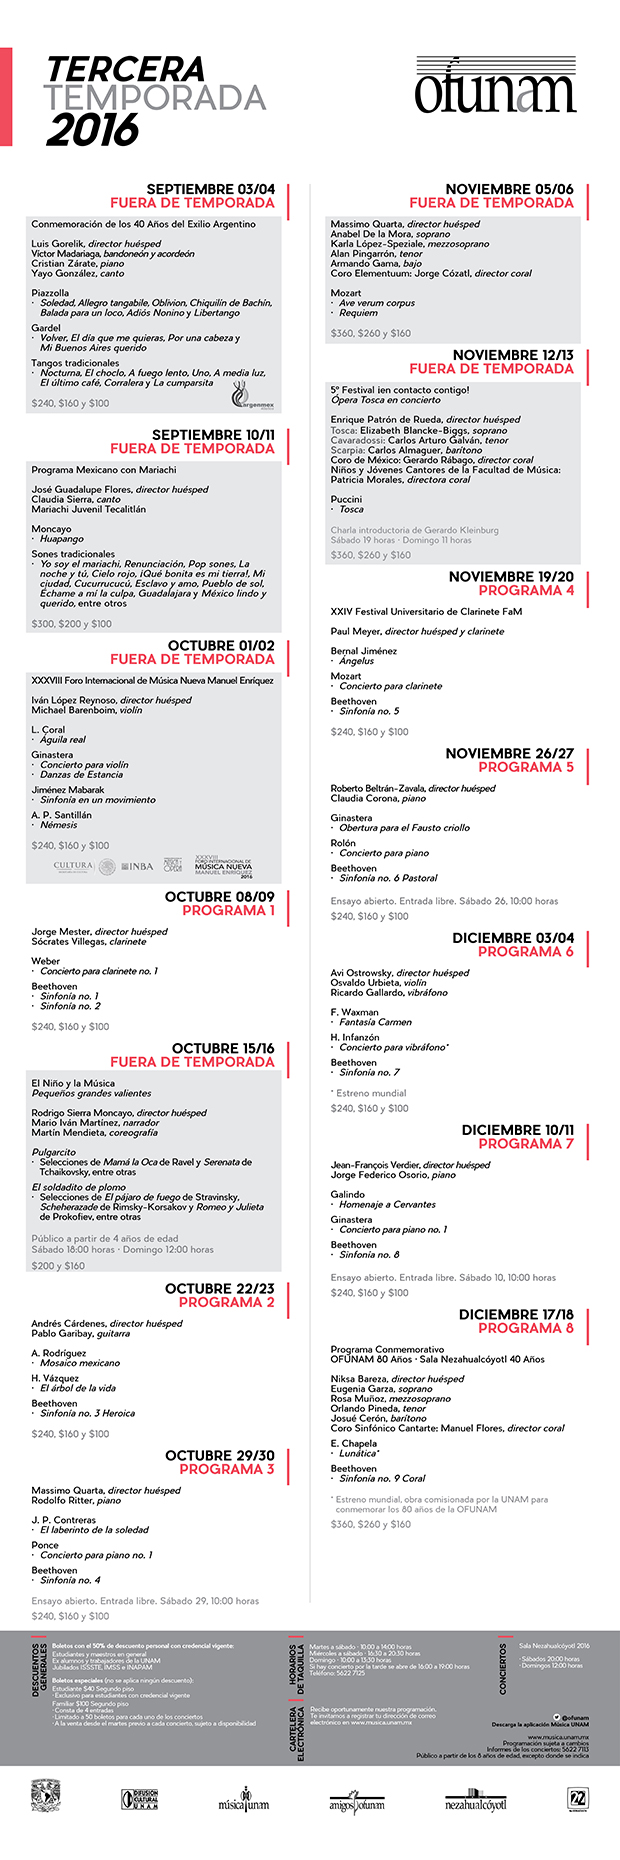 TERCERA
TEMPORADA
2016
ofunam
SEPTIEMBRE 03/04
FUERA DE TEMPORADA
Conmemoración de los 40 Años del Exilio Argentino
Luis Gorelik, director huésped
Víctor Madariaga, bandoneón y acordeón
Cristian Zárate, piano
Yayo González, canto
Piazzolla
· Soledad, Allegro tangabile, Oblivion, Chiquilín de Bachín,
Balada para un loco, Adiós Nonino y Libertango
Gardel
· Volver, El día que me quieras, Por una cabeza y
Mi Buenos Aires querido
Tangos tradicionales
· Nocturna, El choclo, A fuego lento, Uno, A media luz,
El último café, Corralera y La cumparsita
$240, $160 y $100
argenmex
SEPTIEMBRE 10/11
FUERA DE TEMPORADA
Programa Mexicano con Mariachi
José Guadalupe Flores, director huésped
Claudia Sierra, canto
Mariachi Juvenil Tecalitlán
Moncayo
· Huapango
Sones tradicionales
· Yo soy el mariachi, Renunciación, Pop sones, La
noche y tú, Cielo rojo, ¡Qué bonita es mi tierra!, Mi
ciudad, Cucurrucucú, Esclavo y amo, Pueblo de sol,
Échame a mí la culpa, Guadalajara y México lindo y
querido, entre otros
$300, $200 y $100
OCTUBRE 01/02
FUERA DE TEMPORADA
XXXVIII Foro Internacional de Música Nueva Manuel Enríquez
Iván López Reynoso, director huésped
Michael Barenboim, violín
L. Coral
· Águila real
Ginastera
· Concierto para violín
· Danzas de Estancia
Jiménez Mabarak
· Sinfonía en un movimiento
A. P. Santillán
· Némesis
$240, $160 y $100
CULTURA
INBA
XXXVIII
FORO INTERNACIONAL DE
MÚSICA NUEVA
MANUEL ENRÍQUEZ
2016
OCTUBRE 08/09
PROGRAMA 1
Jorge Mester, director huésped
Sócrates Villegas, clarinete
Weber
· Concierto para clarinete no. 1
Beethoven
· Sinfonía no. 1
· Sinfonía no. 2
$240, $160 y $100
OCTUBRE 15/16
FUERA DE TEMPORADA
El Niño y la Música
Pequeños grandes valientes
Rodrigo Sierra Moncayo, director huésped
Mario Iván Martínez, narrador
Martín Mendieta, coreografía
Pulgarcito
· Selecciones de Mamá la Oca de Ravel y Serenata de
Tchaikovsky, entre otras
El soldadito de plomo
· Selecciones de El pájaro de fuego de Stravinsky,
Scheherazade de Rimsky-Korsakov y Romeo y Julieta
de Prokofiev, entre otras
Público a partir de 4 años de edad
Sábado 18:00 horas · Domingo 12:00 horas
$200 y $160
OCTUBRE 22/23
PROGRAMA 2
Andrés Cárdenes, director huésped
Pablo Garibay, guitarra
A. Rodríguez
· Mosaico mexicano
H. Vázquez
· El árbol de la vida
Beethoven
· Sinfonía no. 3 Heroica
$240, $160 y $100
OCTUBRE 29/30
PROGRAMA 3
Massimo Quarta, director huésped
Rodolfo Ritter, piano
J. P. Contreras
· El laberinto de la soledad
Ponce
· Concierto para piano no. 1
Beethoven
· Sinfonía no. 4
Ensayo abierto. Entrada libre. Sábado 29, 10:00 horas
$240, $160 y $100
NOVIEMBRE 05/06
FUERA DE TEMPORADA
Massimo Quarta, director huésped
Anabel De la Mora, soprano
Karla López-Speziale, mezzosoprano
Alan Pingarrón, tenor
Armando Gama, bajo
Coro Elementuum: Jorge Cózatl, director coral
Mozart
· Ave verum corpus
· Requiem
$360, $260 y $160
NOVIEMBRE 12/13
FUERA DE TEMPORADA
5° Festival ¡en contacto contigo!
Ópera Tosca en concierto
Enrique Patrón de Rueda, director huésped
Tosca: Elizabeth Blancke-Biggs, soprano
Cavaradossi: Carlos Arturo Galván, tenor
Scarpia: Carlos Almaguer, barítono
Coro de México: Gerardo Rábago, director coral
Niños y Jóvenes Cantores de la Facultad de Música:
Patricia Morales, directora coral
Puccini
· Tosca
Charla introductoria de Gerardo Kleinburg
Sábado 19 horas · Domingo 11 horas
$360, $260 y $160
NOVIEMBRE 19/20
PROGRAMA 4
XXIV Festival Universitario de Clarinete FaM
Paul Meyer, director huésped y clarinete
Bernal Jiménez
· Ángelus
Mozart
· Concierto para clarinete
Beethoven
· Sinfonía no. 5
$240, $160 y $100
NOVIEMBRE 26/27
PROGRAMA 5
Roberto Beltrán-Zavala, director huésped
Claudia Corona, piano
Ginastera
· Obertura para el Fausto criollo
Rolón
· Concierto para piano
Beethoven
· Sinfonía no. 6 Pastoral
Ensayo abierto. Entrada libre. Sábado 26, 10:00 horas
$240, $160 y $100
DICIEMBRE 03/04
PROGRAMA 6
Avi Ostrowsky, director huésped
Osvaldo Urbieta, violín
Ricardo Gallardo, vibráfono
F. Waxman
· Fantasía Carmen
H. Infanzón
· Concierto para vibráfono*
Beethoven
· Sinfonía no. 7
* Estreno mundial
$240, $160 y $100
DICIEMBRE 10/11
PROGRAMA 7
Jean-François Verdier, director huésped
Jorge Federico Osorio, piano
Galindo
· Homenaje a Cervantes
Ginastera
· Concierto para piano no. 1
Beethoven
· Sinfonía no. 8
Ensayo abierto. Entrada libre. Sábado 10, 10:00 horas
$240, $160 y $100
DICIEMBRE 17/18
PROGRAMA 8
Programa Conmemorativo
OFUNAM 80 Años · Sala Nezahualcóyotl 40 Años
Niksa Bareza, director huésped
Eugenia Garza, soprano
Rosa Muñoz, mezzosoprano
Orlando Pineda, tenor
Josué Cerón, barítono
Coro Sinfónico Cantarte: Manuel Flores, director coral
E. Chapela
· Lunática*
Beethoven
· Sinfonía no. 9 Coral
* Estreno mundial, obra comisionada por la UNAM para
conmemorar los 80 años de la OFUNAM
$360, $260 y $160
DESCUENTOS
GENERALES
Boletos con el 50% de descuento personal con credencial vigente:
Estudiantes y maestros en general
Ex alumnos y trabajadores de la UNAM
Jubilados ISSSTE, IMSS e INAPAM
Boletos especiales (no se aplica ningún descuento):
Estudiante $40 Segundo piso
· Exclusivo para estudiantes con credencial vigente
Familiar $100 Segundo piso
· Consta de 4 entradas
· Limitado a 50 boletos para cada uno de los conciertos
· A la venta desde el martes previo a cada concierto, sujeto a disponibilidad
HORARIOS
DE TAQUILLA
Martes a sábado · 10:00 a 14:00 horas
Miércoles a sábado · 16:30 a 20:30 horas
Domingo · 10:00 a 13:30 horas
Si hay concierto por la tarde se abre de 16:00 a 19:00 horas
Teléfono: 5622 7125
CARTELERA
ELECTRÓNICA
Recibe oportunamente nuestra programación.
Te invitamos a registrar tu dirección de correo
electrónico en www.musica.unam.mx
CONCIERTOS
Sala Nezahualcóyotl 2016
· Sábados 20:00 horas
· Domingos 12:00 horas
@ofunam
Descarga la aplicación Música UNAM
www.musica.unam.mx
Programación sujeta a cambios
Informes de los conciertos: 5622 7113
Público a partir de los 8 años de edad, excepto donde se indica
DIFUSIÓN
CULTURAL
UNAM
música unam
amigos ofunam
nezahualcóyotl
22